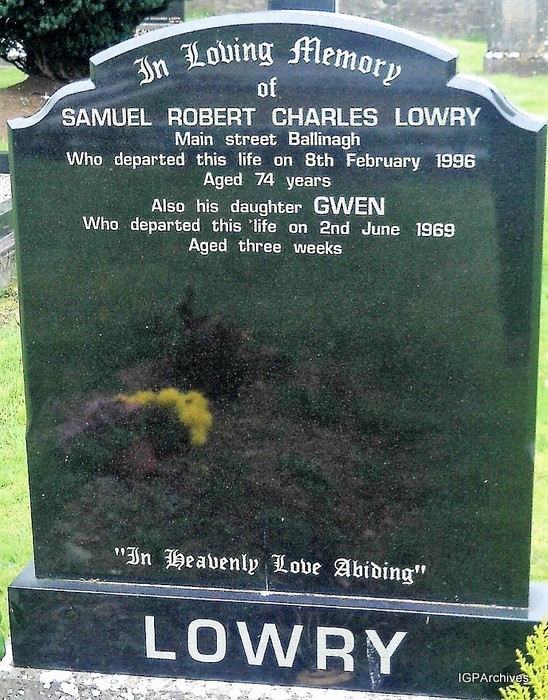 In Loving Memory
of
SAMUEL ROBERT CHARLES LOWRY
Main street Ballinagh
Who departed this life on 8th February 1996
Aged 74 years
Also his daughter GWEN
Who departed this life on 2nd June 1969
Aged three weeks
"In Heavenly Love Abiding"
LOWRY
IGPArchives